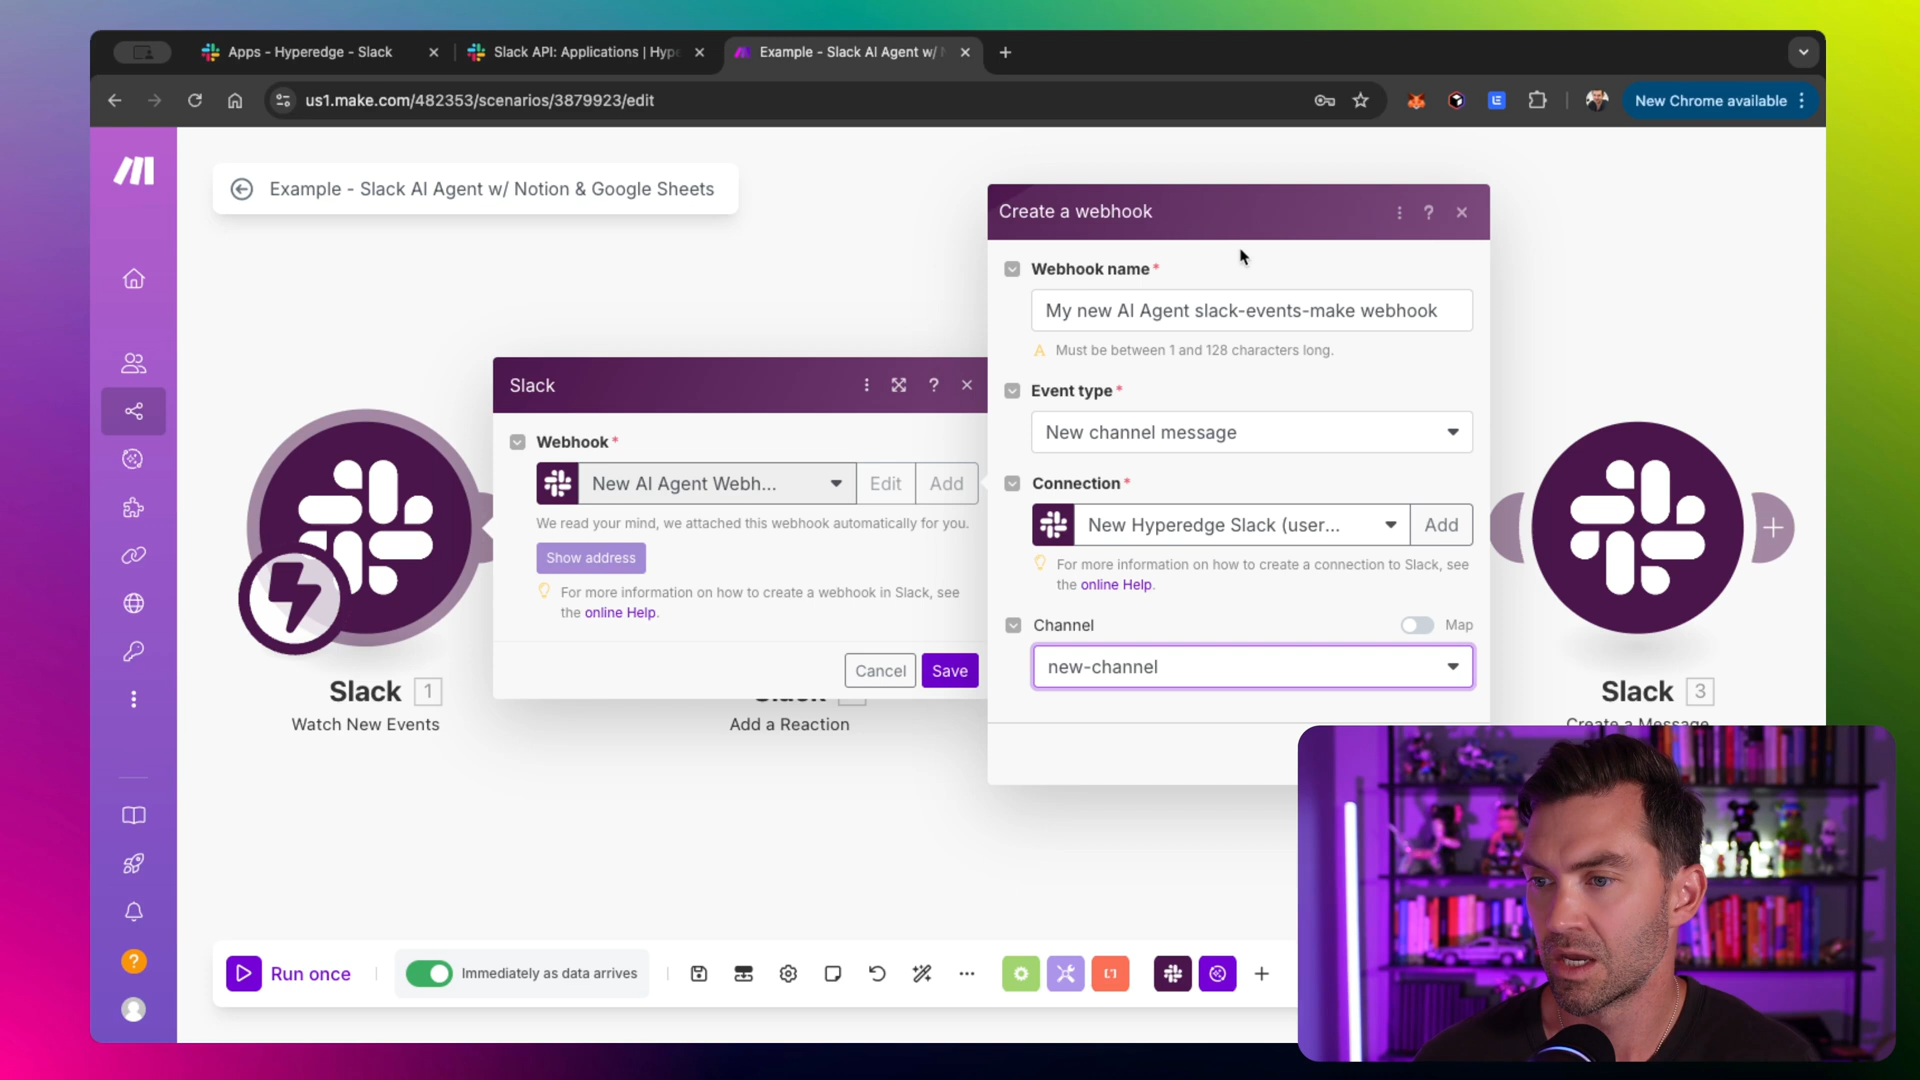 Apps - Hyperedge - Slack
Slack API: Applications | Hype
Example - Slack AI Agent w/ N
us1.make.com/482353/scenarios/3879923/edit
New Chrome available
Example - Slack AI Agent w/ Notion & Google Sheets
Create a webhook
Webhook name *
My new AI Agent slack-events-make webhook
A Must be between 1 and 128 characters long.
Event type *
New channel message
Connection *
New Hyperedge Slack (user...
Add
For more information on how to create a connection to Slack, see
the online Help.
Channel
Map
new-channel
Slack
Webhook *
New AI Agent Webh...
Edit
Add
We read your mind, we attached this webhook automatically for you.
Show address
For more information on how to create a webhook in Slack, see
the online Help.
Cancel
Save
Slack 1
Watch New Events
Slack
Add a Reaction
Slack 3
Create a Message
Run once
Immediately as data arrives